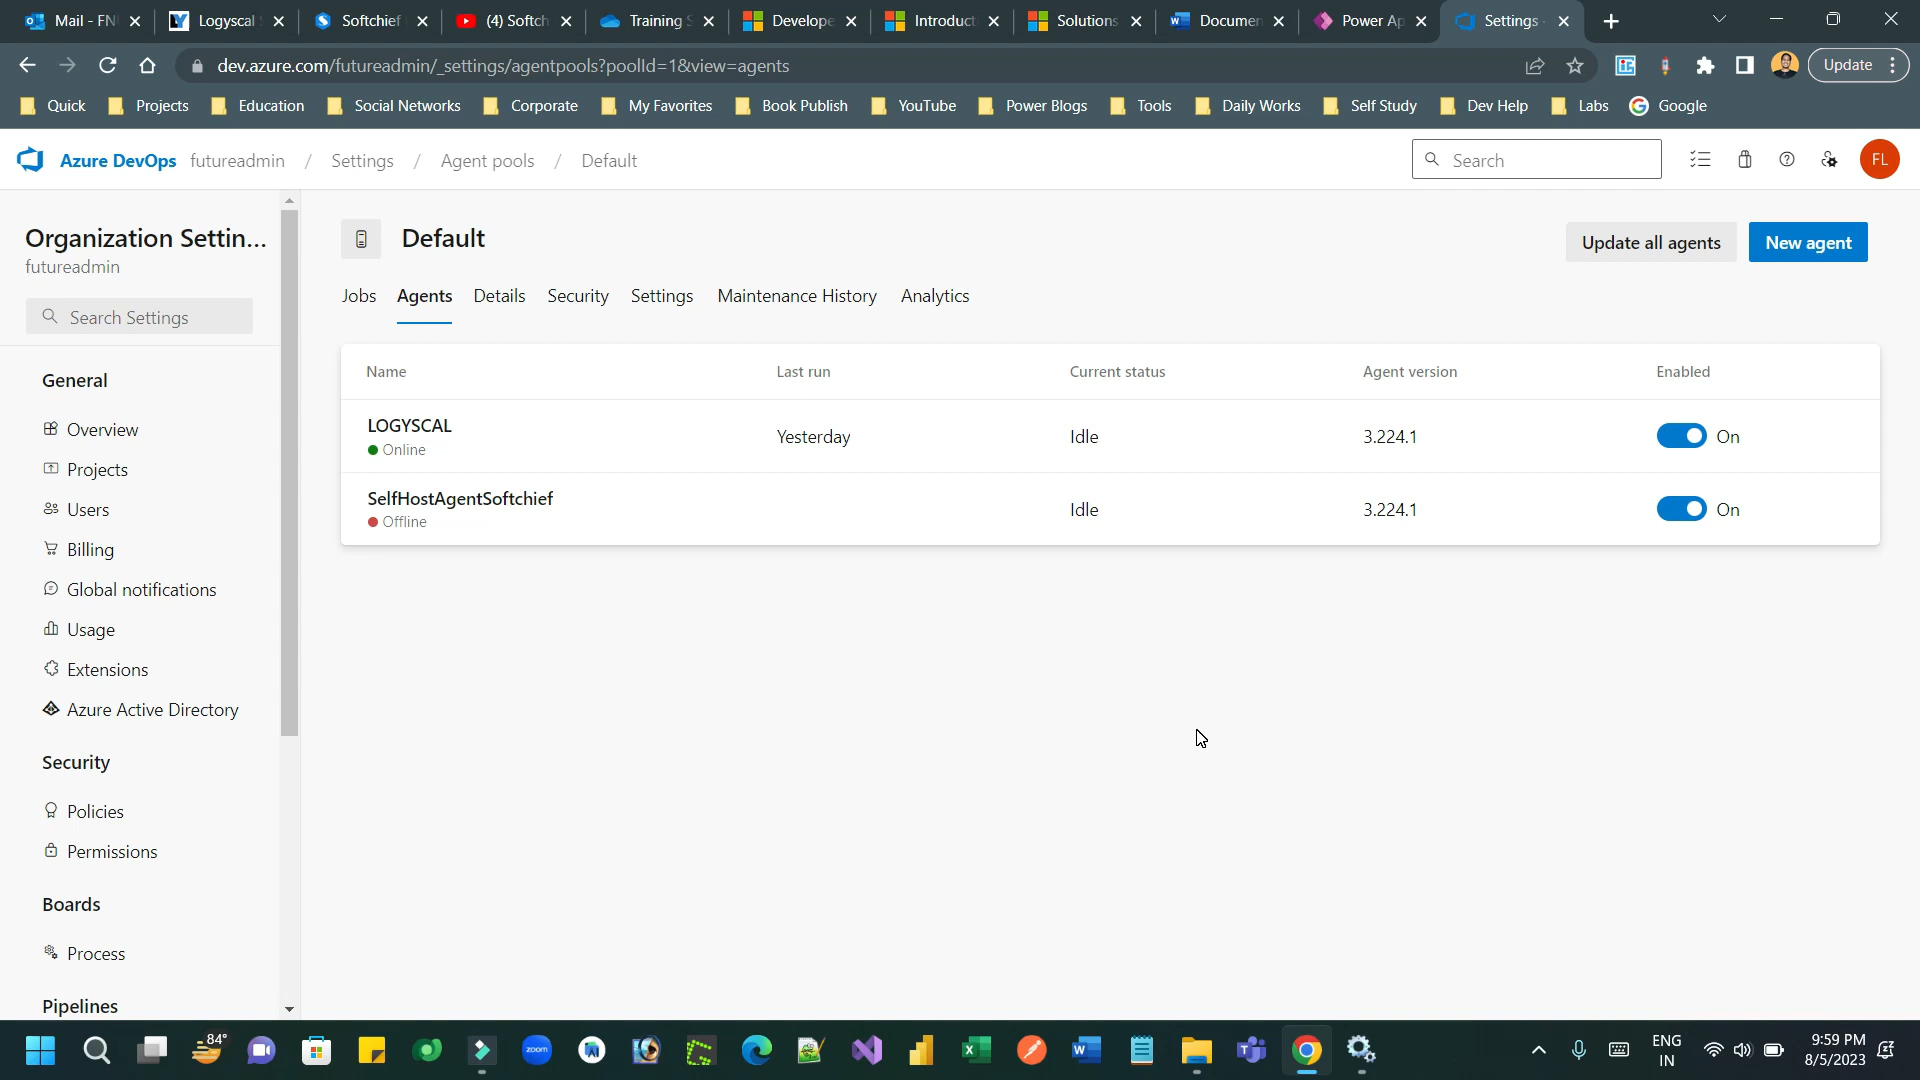 Mail - FN
Logyscal
Softchief
(4) Softch
Training S
Develope
Introduct
Solutions
Documen
Power Ap
Settings -
dev.azure.com/futureadmin/_settings/agentpools?poolId=1&view=agents
Update
Quick
Projects
Education
Social Networks
Corporate
My Favorites
Book Publish
YouTube
Power Blogs
Tools
Daily Works
Self Study
Dev Help
Labs
Google
Azure DevOps futureadmin / Settings / Agent pools / Default
Search
FL
Organization Settin...
futureadmin
Search Settings
General
Overview
Projects
Users
Billing
Global notifications
Usage
Extensions
Azure Active Directory
Security
Policies
Permissions
Boards
Process
Pipelines
Default
Update all agents
New agent
Jobs Agents Details Security Settings Maintenance History Analytics
Name Last run Current status Agent version Enabled
LOGYSCAL
Online
Yesterday Idle 3.224.1 On
SelfHostAgentSoftchief
Offline
Idle 3.224.1 On
84°
zoom
ENG
IN
9:59 PM
8/5/2023